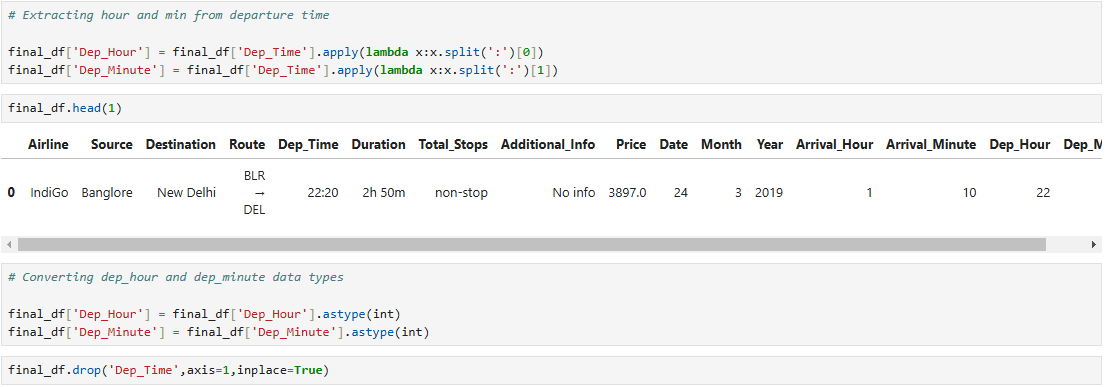 # Extracting hour and min from departure time
final_df['Dep_Hour'] = final_df['Dep_Time'].apply(lambda x:x.split(':')[0])
final_df['Dep_Minute'] = final_df['Dep_Time'].apply(lambda x:x.split(':')[1])
final_df.head(1)
Airline Source Destination Route Dep_Time Duration Total_Stops Additional_Info Price Date Month Year Arrival_Hour Arrival_Minute Dep_Hour Dep_M
BLR
0 IndiGo Banglore New Delhi → 22:20 2h 50m non-stop No info 3897.0 24 3 2019 1 10 22
DEL
# Converting dep_hour and dep_minute data types
final_df['Dep_Hour'] = final_df['Dep_Hour'].astype(int)
final_df['Dep_Minute'] = final_df['Dep_Minute'].astype(int)
final_df.drop('Dep_Time',axis=1,inplace=True)